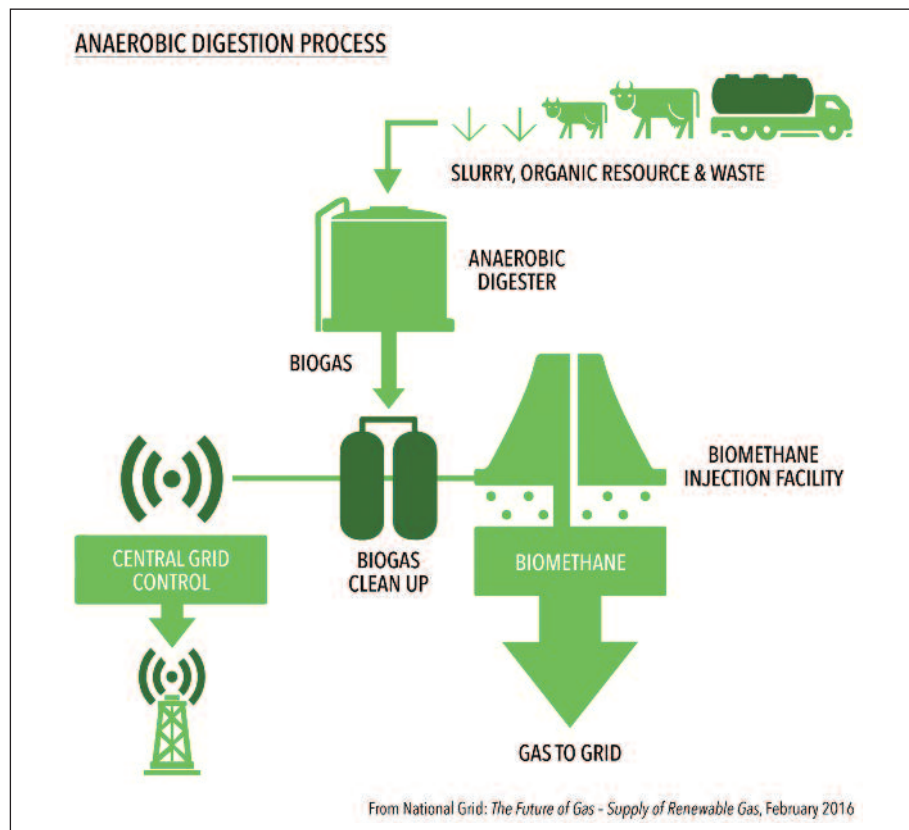 ANAEROBIC DIGESTION PROCESS
SLURRY, ORGANIC RESOURCE & WASTE
ANAEROBIC
DIGESTER
BIOGAS
BIOMETHANE
INJECTION FACILITY
CENTRAL GRID
CONTROL
BIOGAS
CLEAN UP
BIOMETHANE
GAS TO GRID
From National Grid: The Future of Gas - Supply of Renewable Gas, February 2016